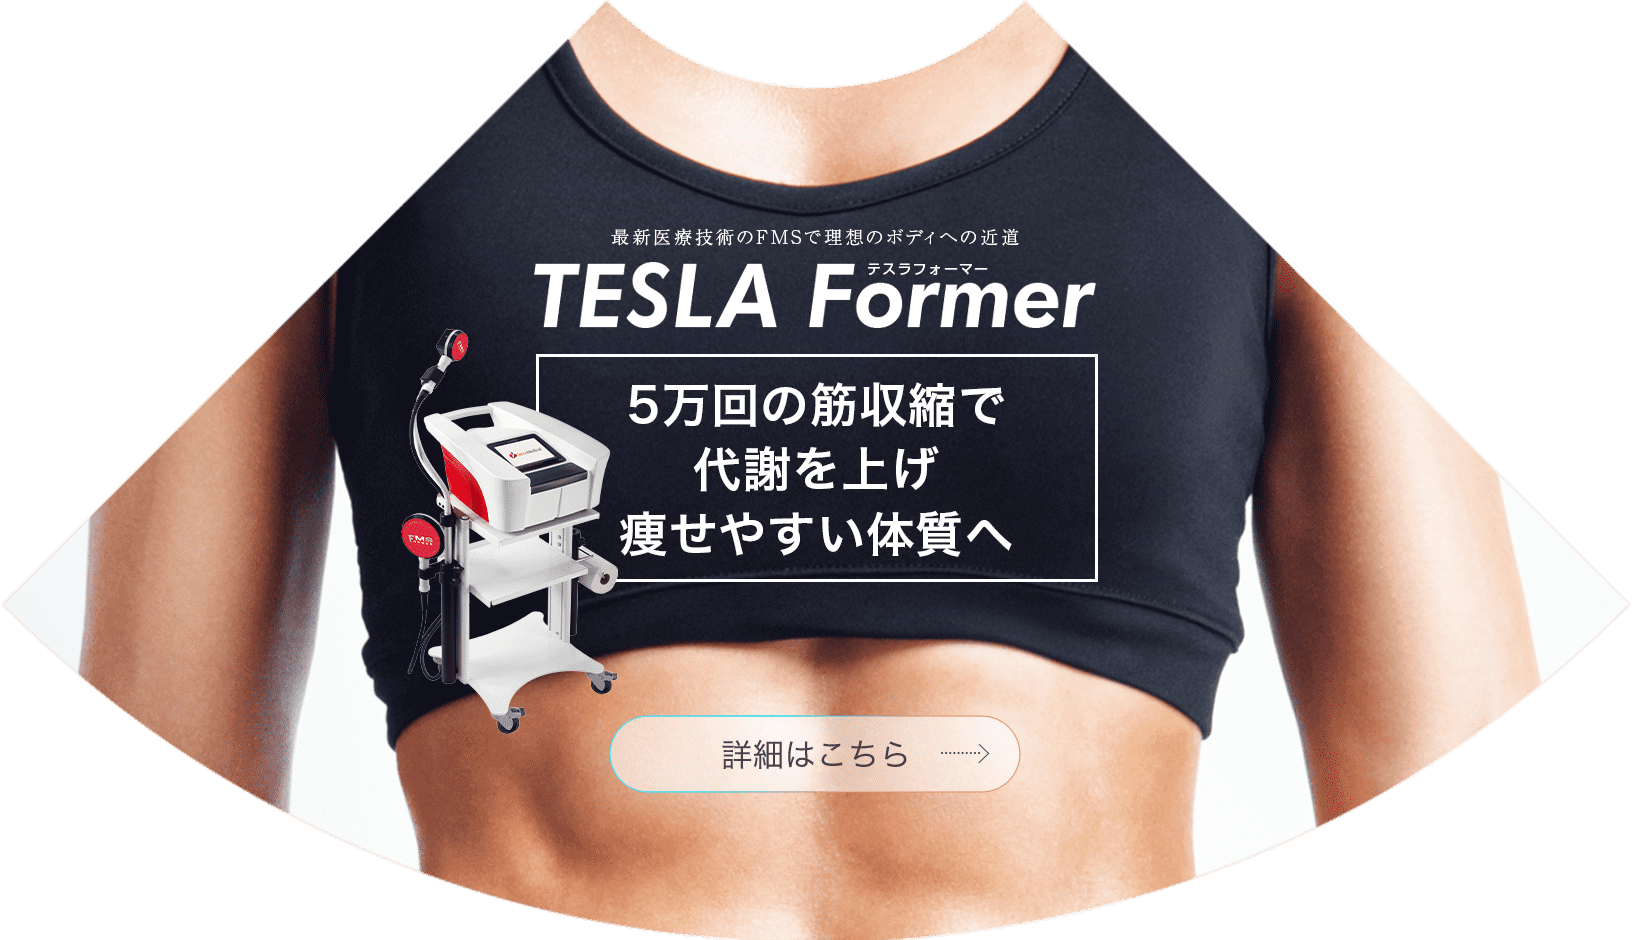 最新医療技術のFMSで理想のボディへの近道
テスラフォーマー
TESLA Former
5万回の筋収縮で
代謝を上げ
痩せやすい体質へ
FMS
FMS
詳細はこちら